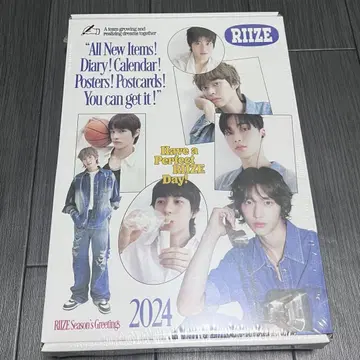 A team growing and
realizing dreams together
RIIZE
"All New Items!
Diary! Calendar!
Posters! Postcards!
You can get it!"
Have a
Perfect
RIIZE
Day!
RIIZE Season's Greetings
2024